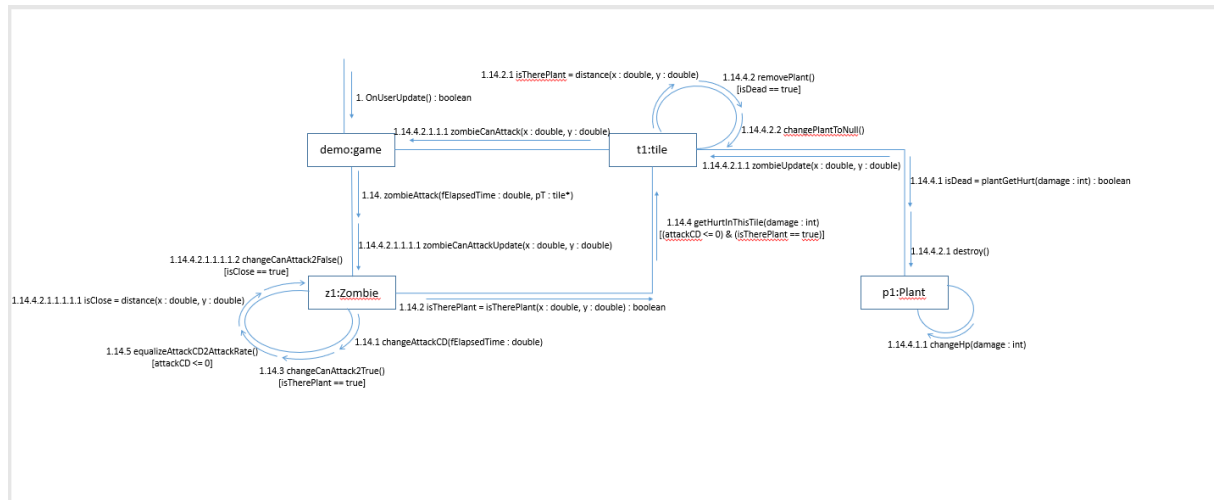 1.14.2.1 isTherePlant = distance(x : double, y : double)
1.14.4.2 removePlant()
[isDead == true]
1. OnUserUpdate() : boolean
1.14.4.2.1.1.1 zombieCanAttack(x : double, y : double)
1.14.4.2.2 changePlantToNull()
demo:game
t1:tile
1.14.4.2.1.1 zombieUpdate(x : double, y : double)
1.14.4.1 isDead = plantGetHurt(damage : int) : boolean
1.14. zombieAttack(fElapsedTime : double, pT : tile*)
1.14.4 getHurtInThisTile(damage : int)
[(attackCD <= 0) & (isTherePlant == true)]
1.14.4.2.1.1.1.1 zombieCanAttackUpdate(x : double, y : double)
1.14.4.2.1 destroy()
1.14.4.2.1.1.1.1.2 changeCanAttack2False()
[isClose == true]
z1:Zombie
p1:Plant
1.14.4.2.1.1.1.1.1 isClose = distance(x : double, y : double)
1.14.2 isTherePlant = isTherePlant(x : double, y : double) : boolean
1.14.1 changeAttackCD(fElapsedTime : double)
1.14.4.1.1 changeHp(damage : int)
1.14.5 equalizeAttackCD2AttackRate()
[attackCD <= 0]
1.14.3 changeCanAttack2True()
[isTherePlant == true]